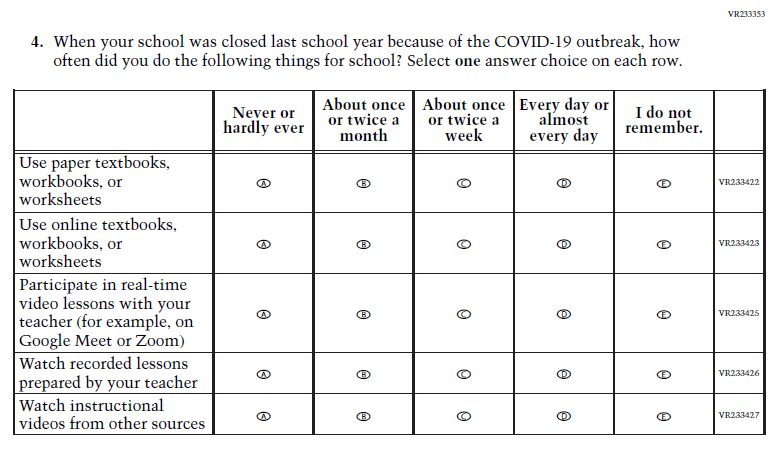 VR233353
4. When your school was closed last school year because of the COVID-19 outbreak, how
often did you do the following things for school? Select one answer choice on each row.
Never or
hardly ever
About once
or twice a
month
About once
or twice a
week
Every day or
almost
every day
I do not
remember.
Use paper textbooks,
workbooks, or
worksheets
A B C D E VR233422
Use online textbooks,
workbooks, or
worksheets
A B C D E VR233423
Participate in real-time
video lessons with your
teacher (for example, on
Google Meet or Zoom)
A B C D E VR233425
Watch recorded lessons
prepared by your teacher
A B C D E VR233426
Watch instructional
videos from other sources
A B C D E VR233427